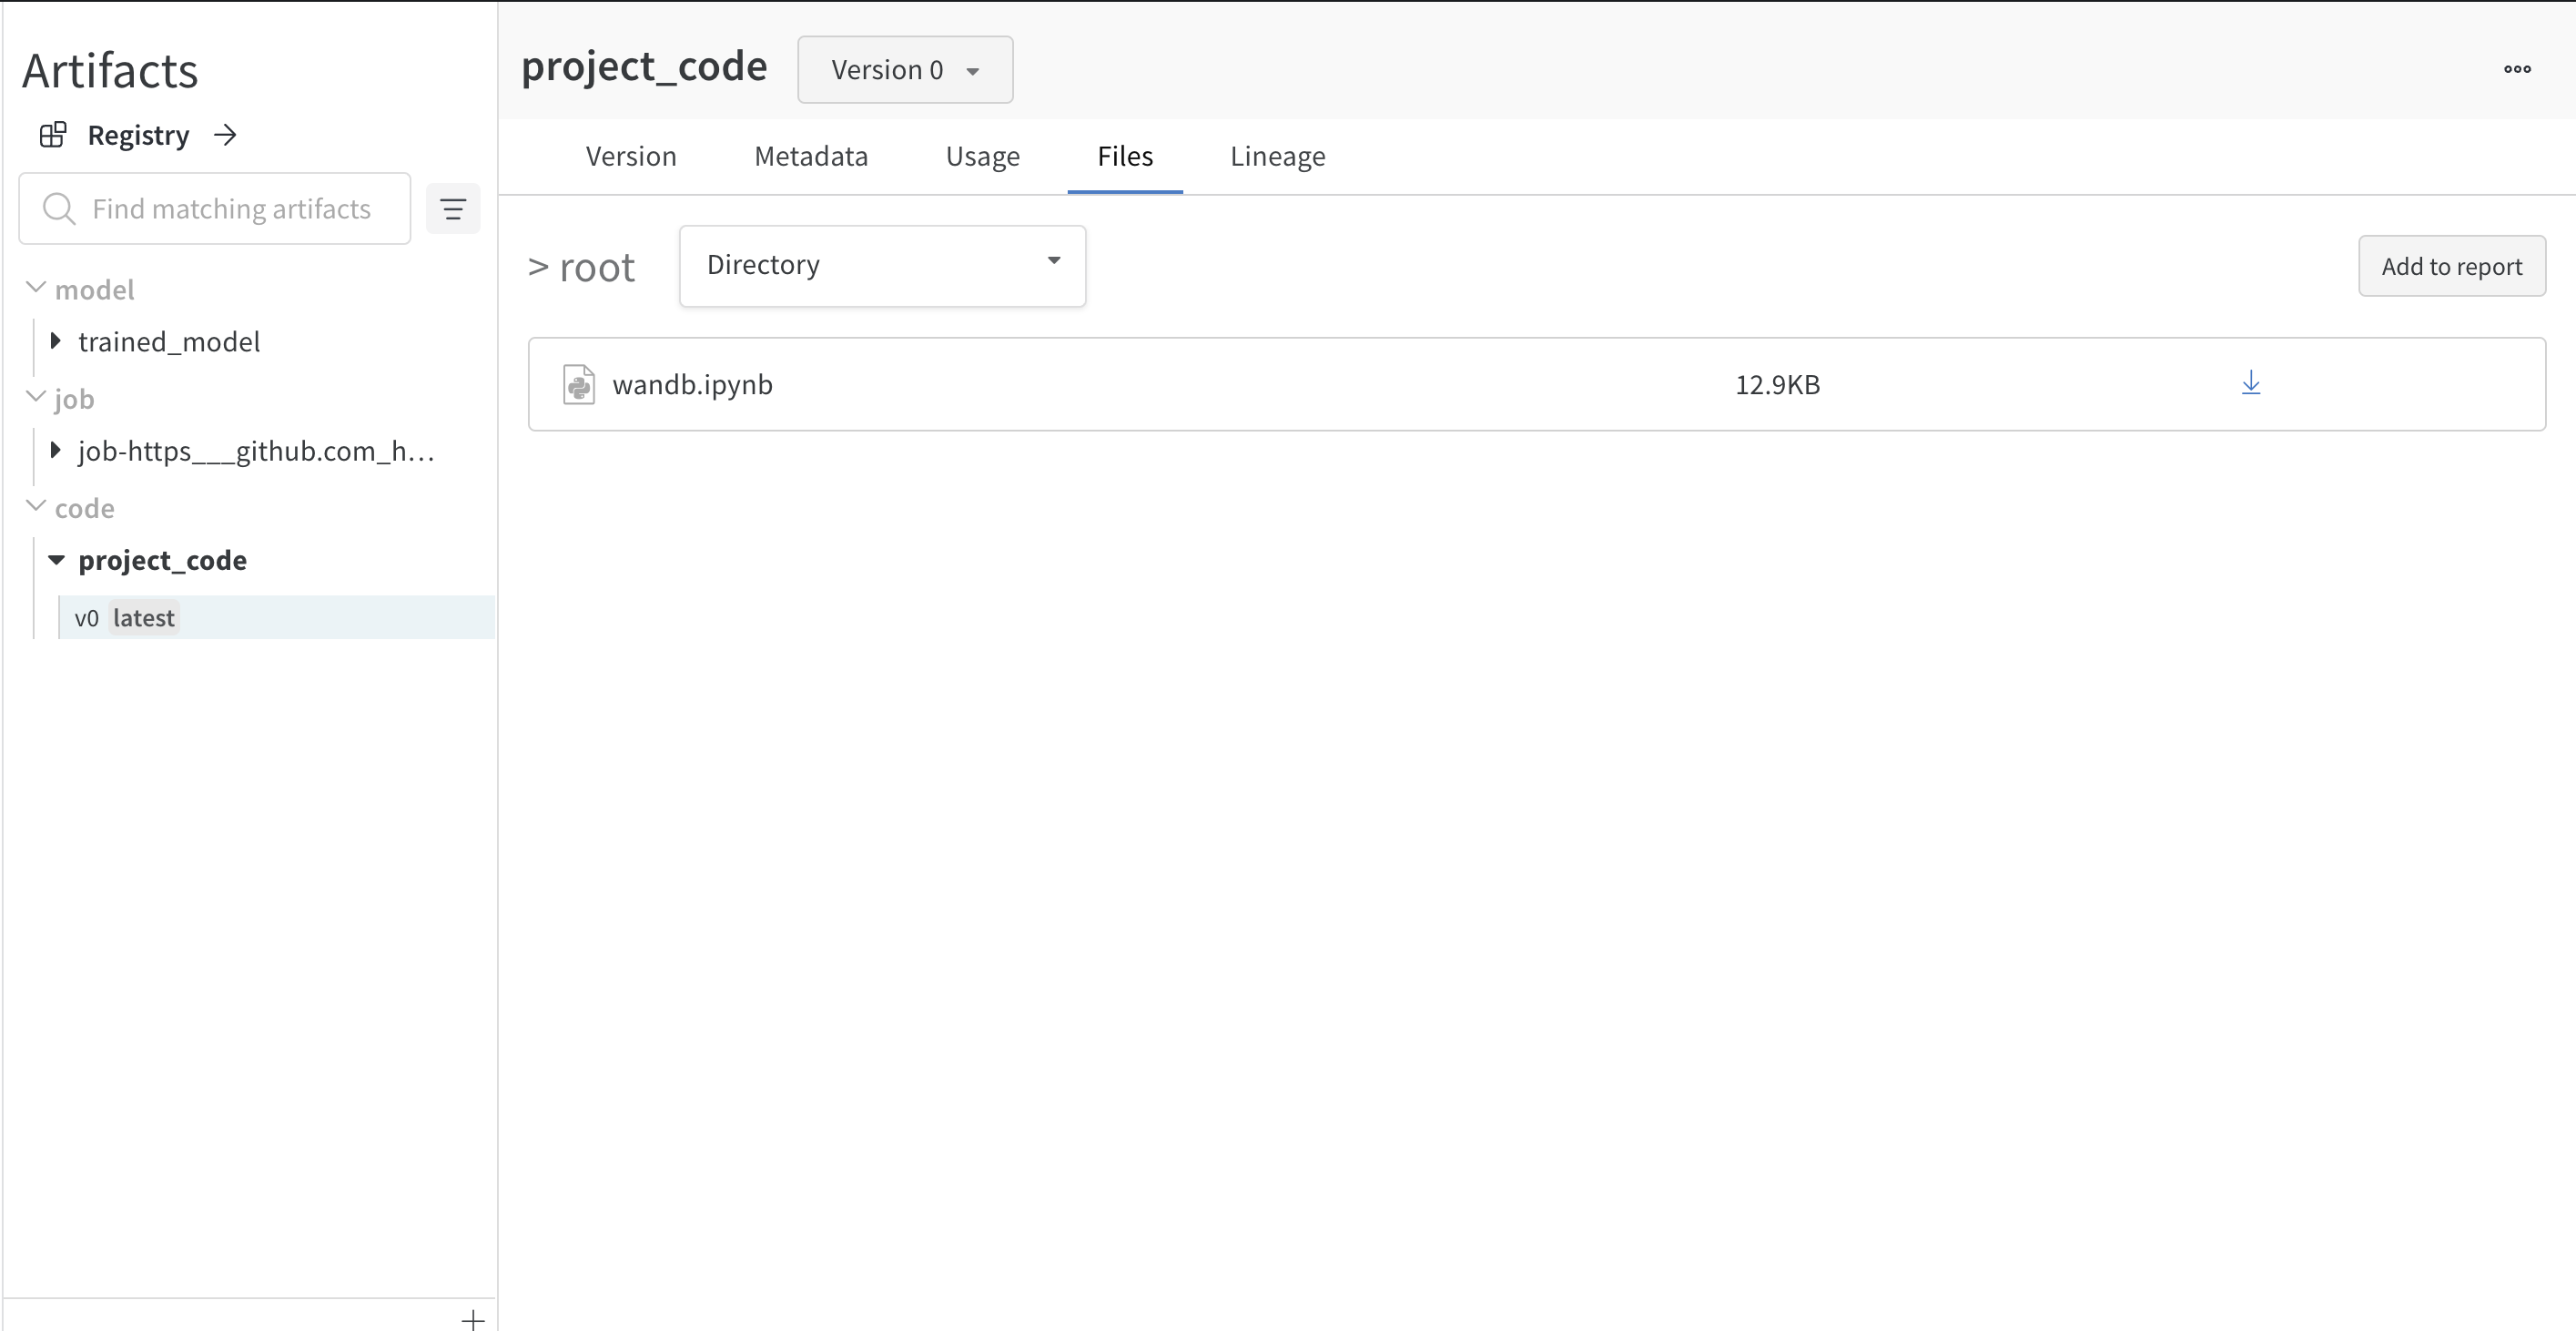 Artifacts
Registry
Find matching artifacts
model
trained_model
job
job-https___github.com_h...
code
project_code
v0 latest
project_code Version 0
Version Metadata Usage Files Lineage
> root Directory Add to report
wandb.ipynb 12.9KB